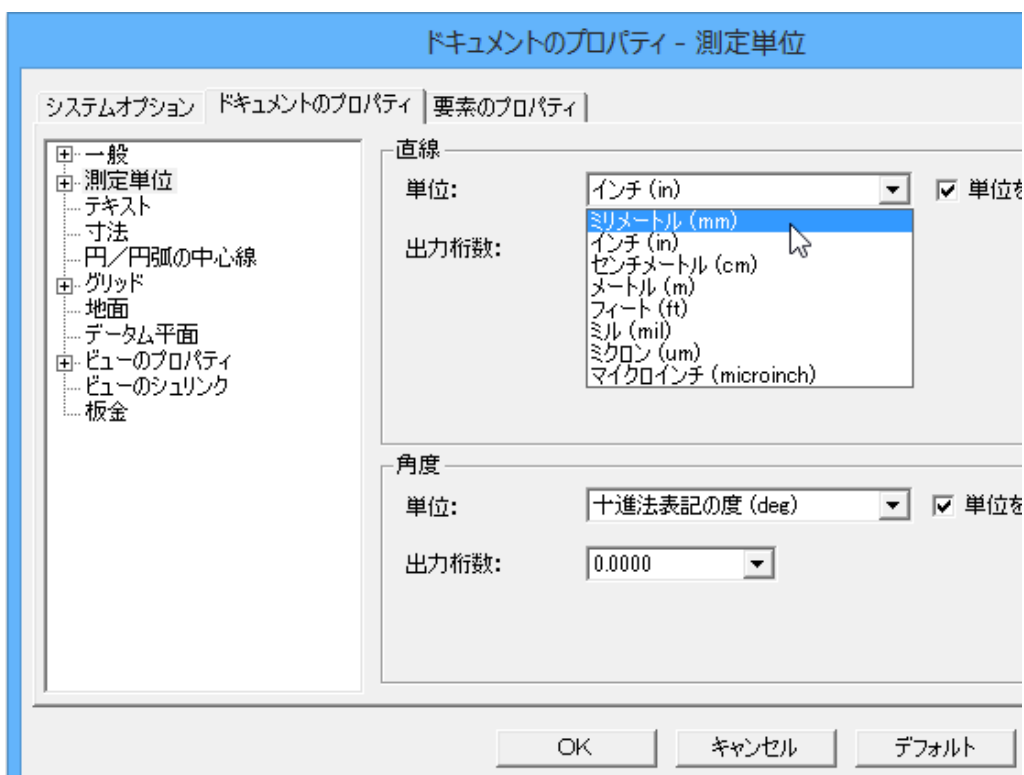 ドキュメントのプロパティ - 測定単位
システムオプション ドキュメントのプロパティ 要素のプロパティ
一般
測定単位
テキスト
寸法
円／円弧の中心線
グリッド
地面
データム平面
ビューのプロパティ
ビューのシュリンク
板金
直線
単位: インチ (in) 単位を
出力桁数:
ミリメートル (mm)
インチ (in)
センチメートル (cm)
メートル (m)
フィート (ft)
ミル (mil)
ミクロン (um)
マイクロインチ (microinch)
角度
単位: 十進法表記の度 (deg) 単位を
出力桁数: 0.0000
OK キャンセル デフォルト